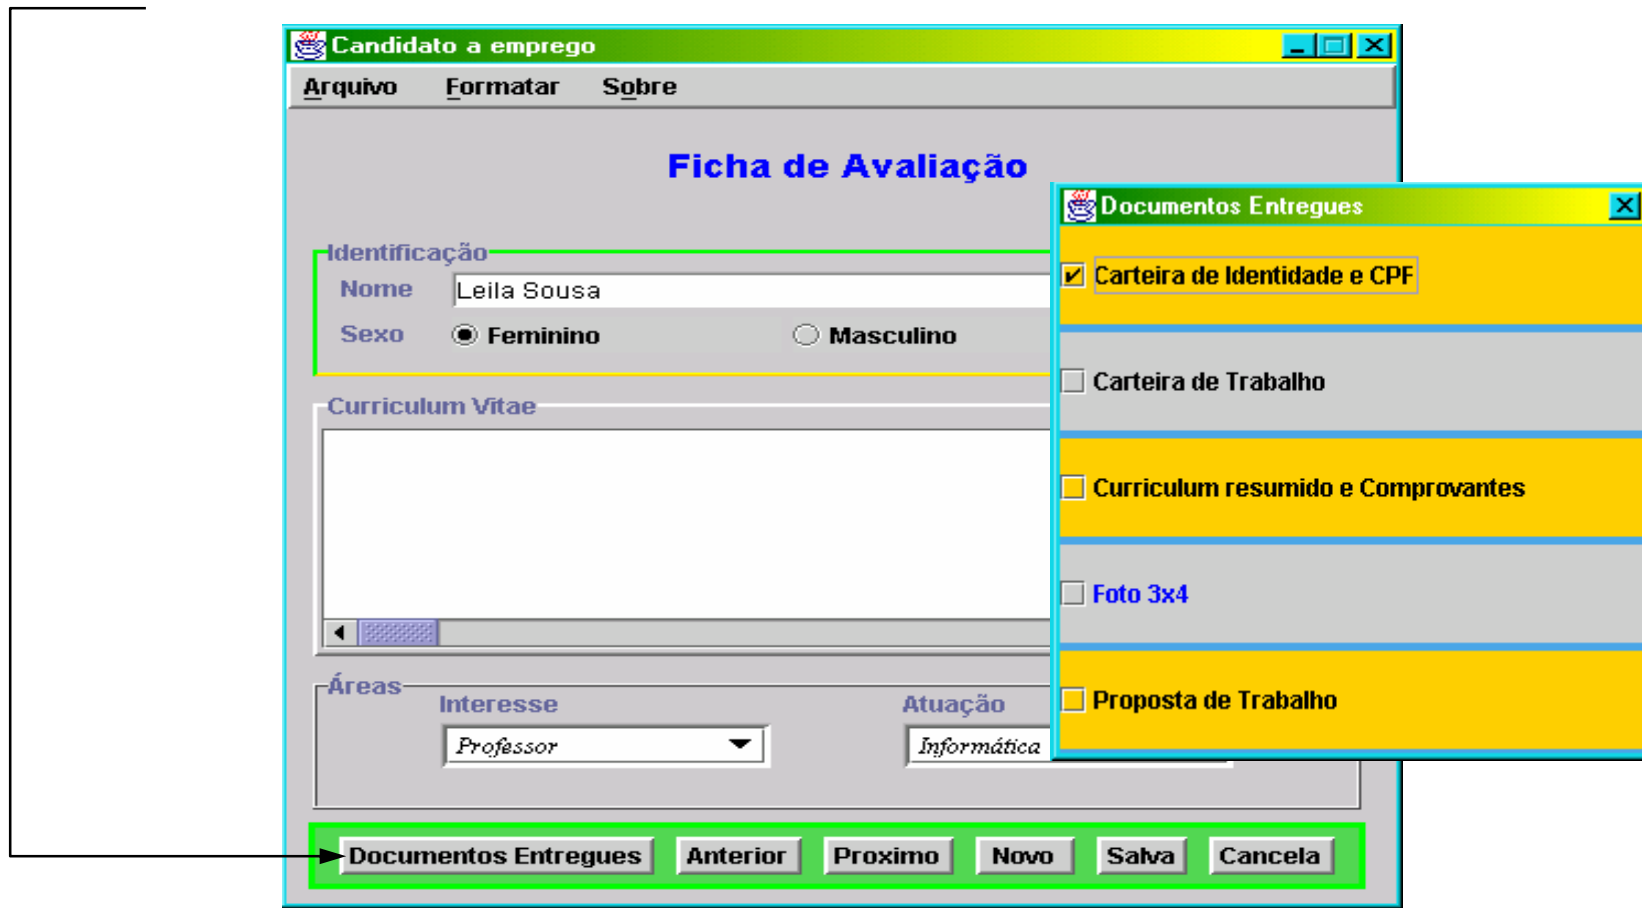 Candidato a emprego
Arquivo Formatar Sobre
Ficha de Avaliação
Identificação
Nome Leila Sousa
Sexo Feminino Masculino
Curriculum Vitae
Áreas
Interesse Atuação
Professor Informática
Documentos Entregues Anterior Proximo Novo Salva Cancela
Documentos Entregues
Carteira de Identidade e CPF
Carteira de Trabalho
Curriculum resumido e Comprovantes
Foto 3x4
Proposta de Trabalho